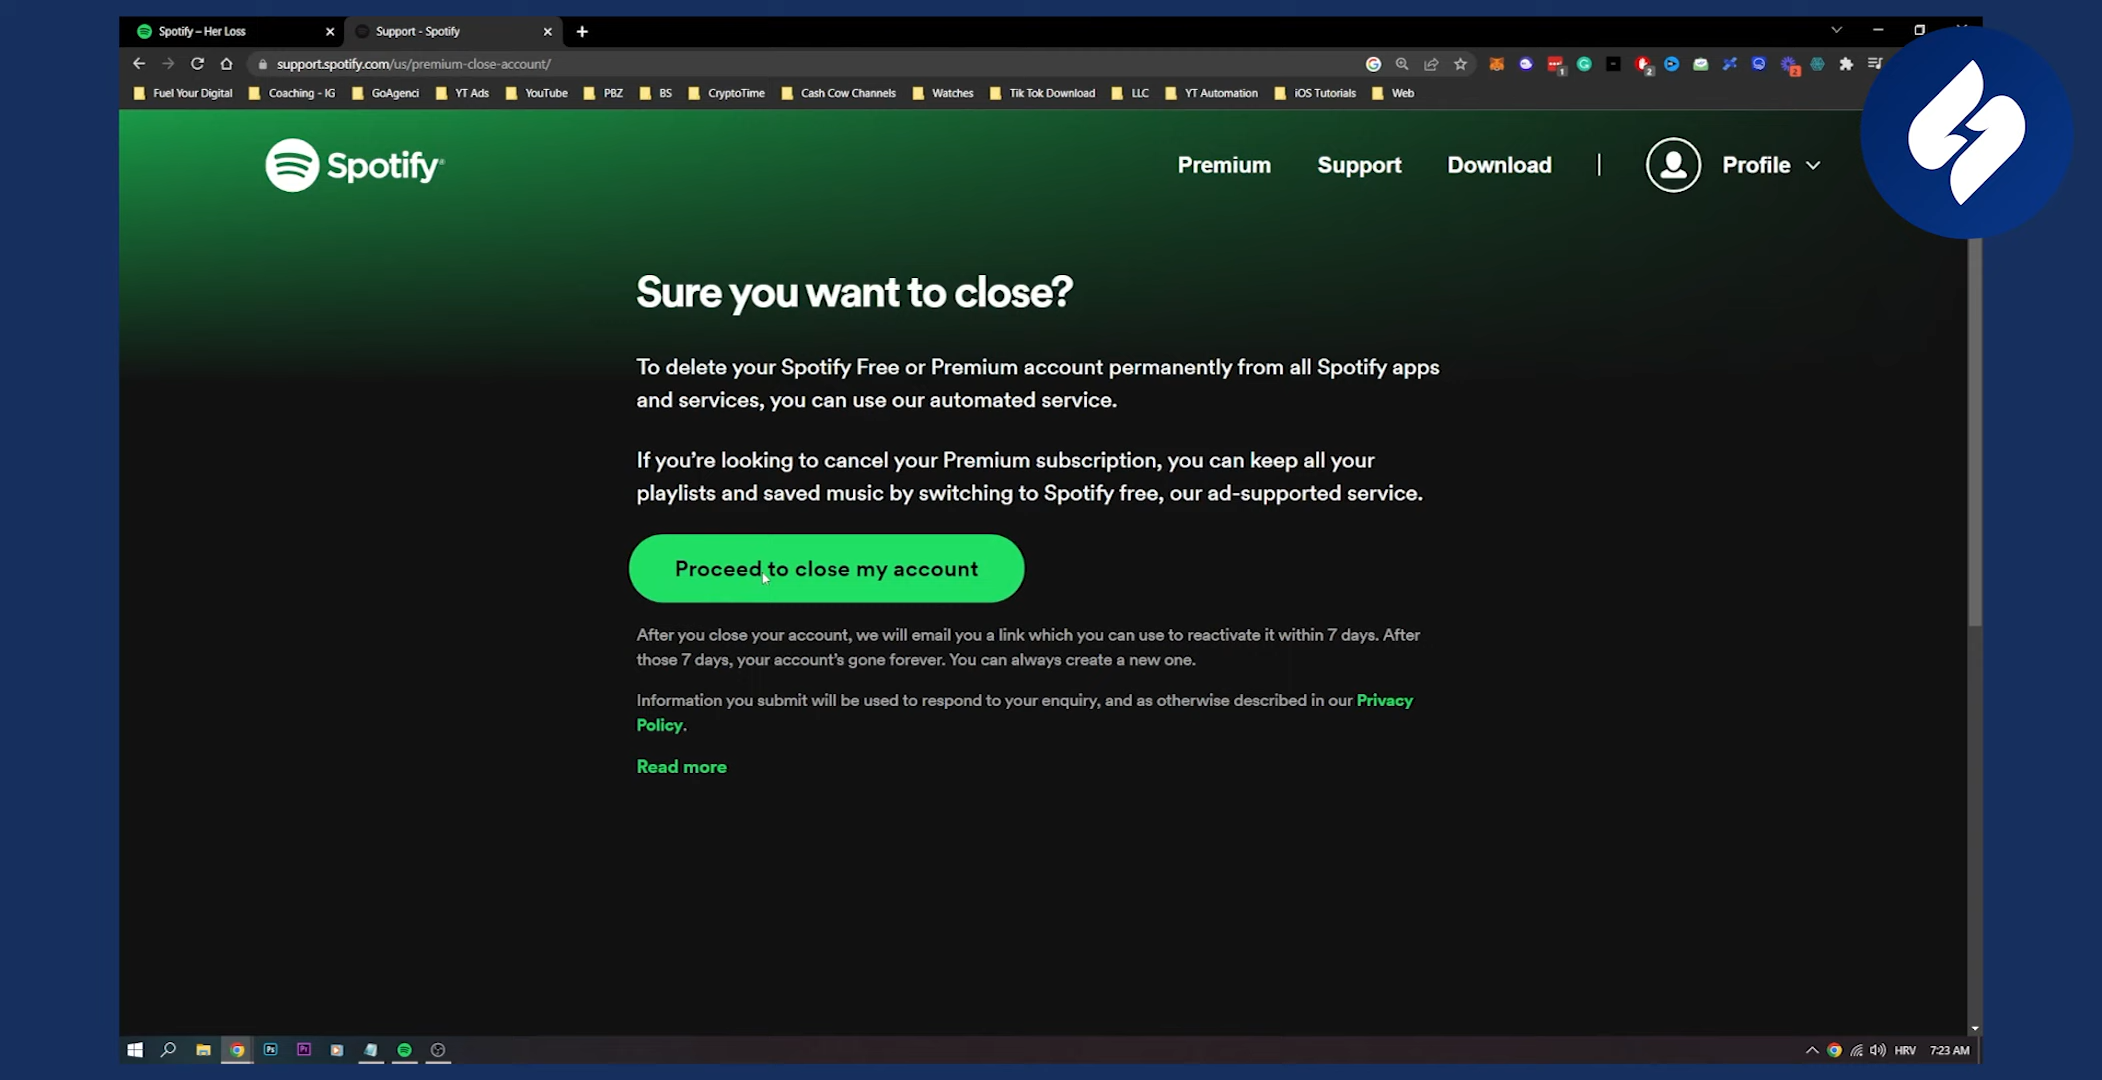 Spotify – Her Loss
Support - Spotify
support.spotify.com/us/premium-close-account/
Fuel Your Digital Coaching - IG GoAgenci YT Ads YouTube PBZ BS CryptoTime Cash Cow Channels Watches Tik Tok Download LLC YT Automation iOS Tutorials Web
Spotify®
Premium Support Download | Profile
Sure you want to close?
To delete your Spotify Free or Premium account permanently from all Spotify apps
and services, you can use our automated service.
If you’re looking to cancel your Premium subscription, you can keep all your
playlists and saved music by switching to Spotify free, our ad-supported service.
Proceed to close my account
After you close your account, we will email you a link which you can use to reactivate it within 7 days. After
those 7 days, your account’s gone forever. You can always create a new one.
Information you submit will be used to respond to your enquiry, and as otherwise described in our Privacy
Policy.
Read more
Ps Pr HRV 7:23 AM